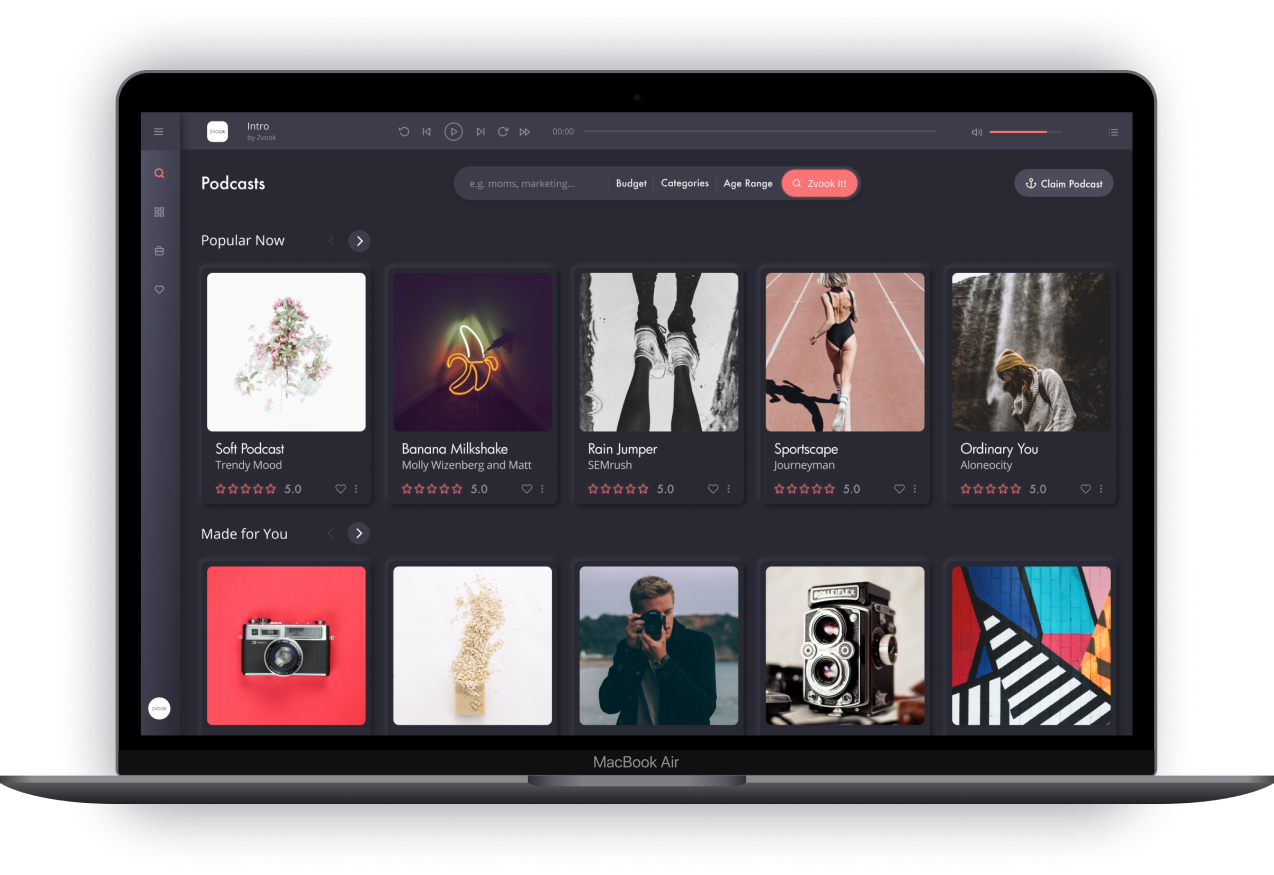 ZVOOK
Intro
by Zvook
00:00
Podcasts
e.g. moms, marketing...
Budget
Categories
Age Range
Zvook It!
Claim Podcast
Popular Now
Soft Podcast
Trendy Mood
5.0
Banana Milkshake
Molly Wizenberg and Matt
5.0
Rain Jumper
SEMrush
5.0
Sportscape
Journeyman
5.0
Ordinary You
Aloneocity
5.0
Made for You
ROLLEIFLEX
ZVOOK
MacBook Air